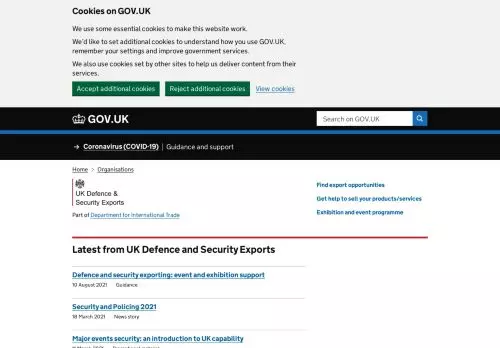 Cookies on GOV.UK
We use some essential cookies to make this website work.
We'd like to set additional cookies to understand how you use GOV.UK,
remember your settings and improve government services.
We also use cookies set by other sites to help us deliver content from their
services.
Accept additional cookies Reject additional cookies View cookies
GOV.UK
Search on GOV.UK
→ Coronavirus (COVID-19) | Guidance and support
Home > Organisations
UK Defence &
Security Exports
Part of Department for International Trade
Find export opportunities
Get help to sell your products/services
Exhibition and event programme
Latest from UK Defence and Security Exports
Defence and security exporting: event and exhibition support
10 August 2021 Guidance
Security and Policing 2021
18 March 2021 News story
Major events security: an introduction to UK capability